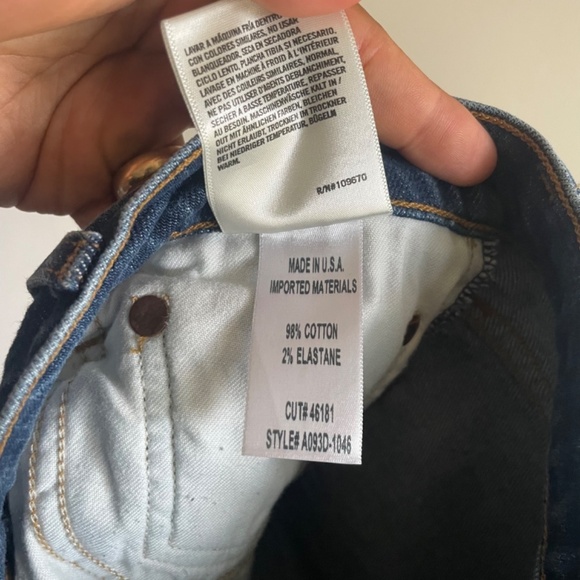 LAVAR A MÁQUINA FRÍA DENTRO,
CON COLORES SIMILARES, NO USAR
BLANQUEADOR, SECA EN SECADORA
CICLO LENTO. PLANCHA TIBIA SI NECESARIO.
LAVAGE EN MACHINE À FROID À L'INTÉRIEUR
AVEC DES COULEURS SIMILAIRES, NORMAL,
NE PAS UTILISER D'AGENTS DEBLANCHIMENT,
SECHER A BASSE TEMPÉRATURE, REPASSER
AU BESOIN. MASCHINENWÄSCHE KALT IN /
MIT ÄHNLICHEN FARBEN, BLEICHEN
NICHT ERLAUBT, TROCKEN IM TROCKNER
BEI NIEDRIGER TEMPERATUR, BÜGELN
WARM.
R/N#109670
MADE IN U.S.A.
IMPORTED MATERIALS
98% COTTON
2% ELASTANE
CUT# 46181
STYLE# A093D-1046